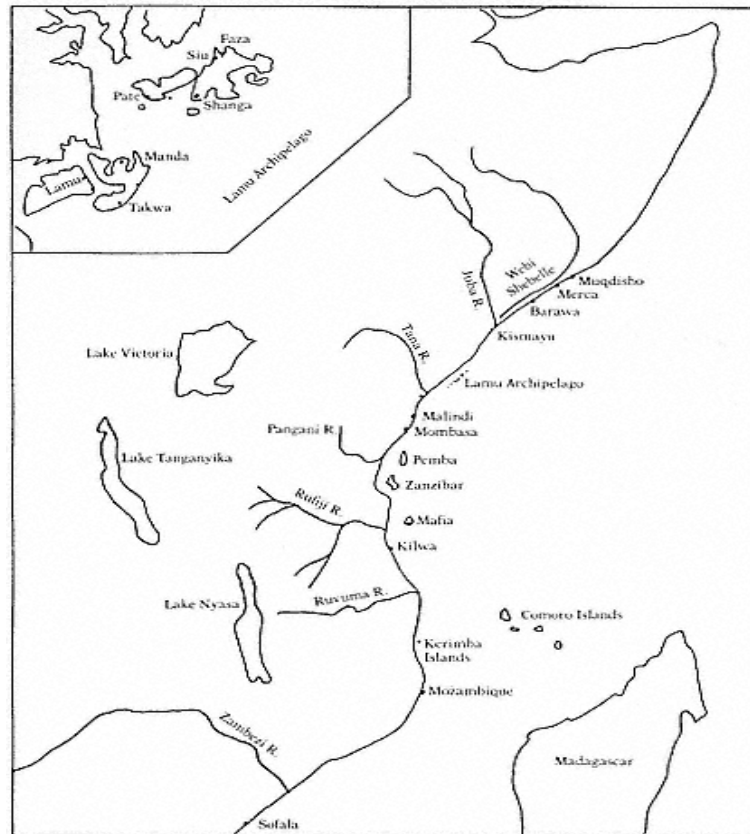 Faza
Siu
Pate
Shanga
Manda
Lamu
Takwa
Lamu Archipelago
Juba R.
Webi
Shebelle
Muqdisho
Merca
Barawa
Kismayu
Tana R.
Lake Victoria
Lamu Archipelago
Malindi
Pangani R.
Mombasa
Lake Tanganyika
Pemba
Zanzibar
Rufiji R.
Mafia
Kilwa
Lake Nyasa
Ruvuma R.
Comoro Islands
Kerimba
Islands
Mozambique
Zambezi R.
Madagascar
Sofala